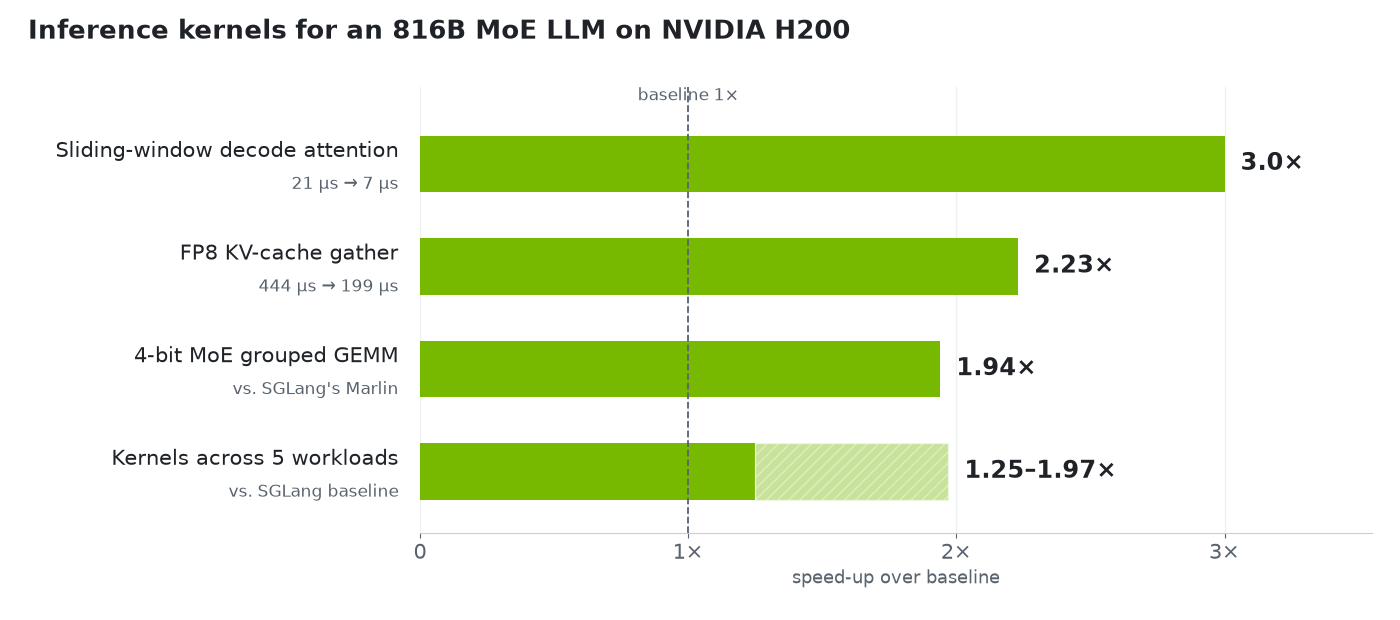 Inference kernels for an 816B MoE LLM on NVIDIA H200
baseline 1×
Sliding-window decode attention
21 µs → 7 µs
3.0×
FP8 KV-cache gather
444 µs → 199 µs
2.23×
4-bit MoE grouped GEMM
vs. SGLang's Marlin
1.94×
Kernels across 5 workloads
vs. SGLang baseline
1.25–1.97×
0 1× 2× 3×
speed-up over baseline